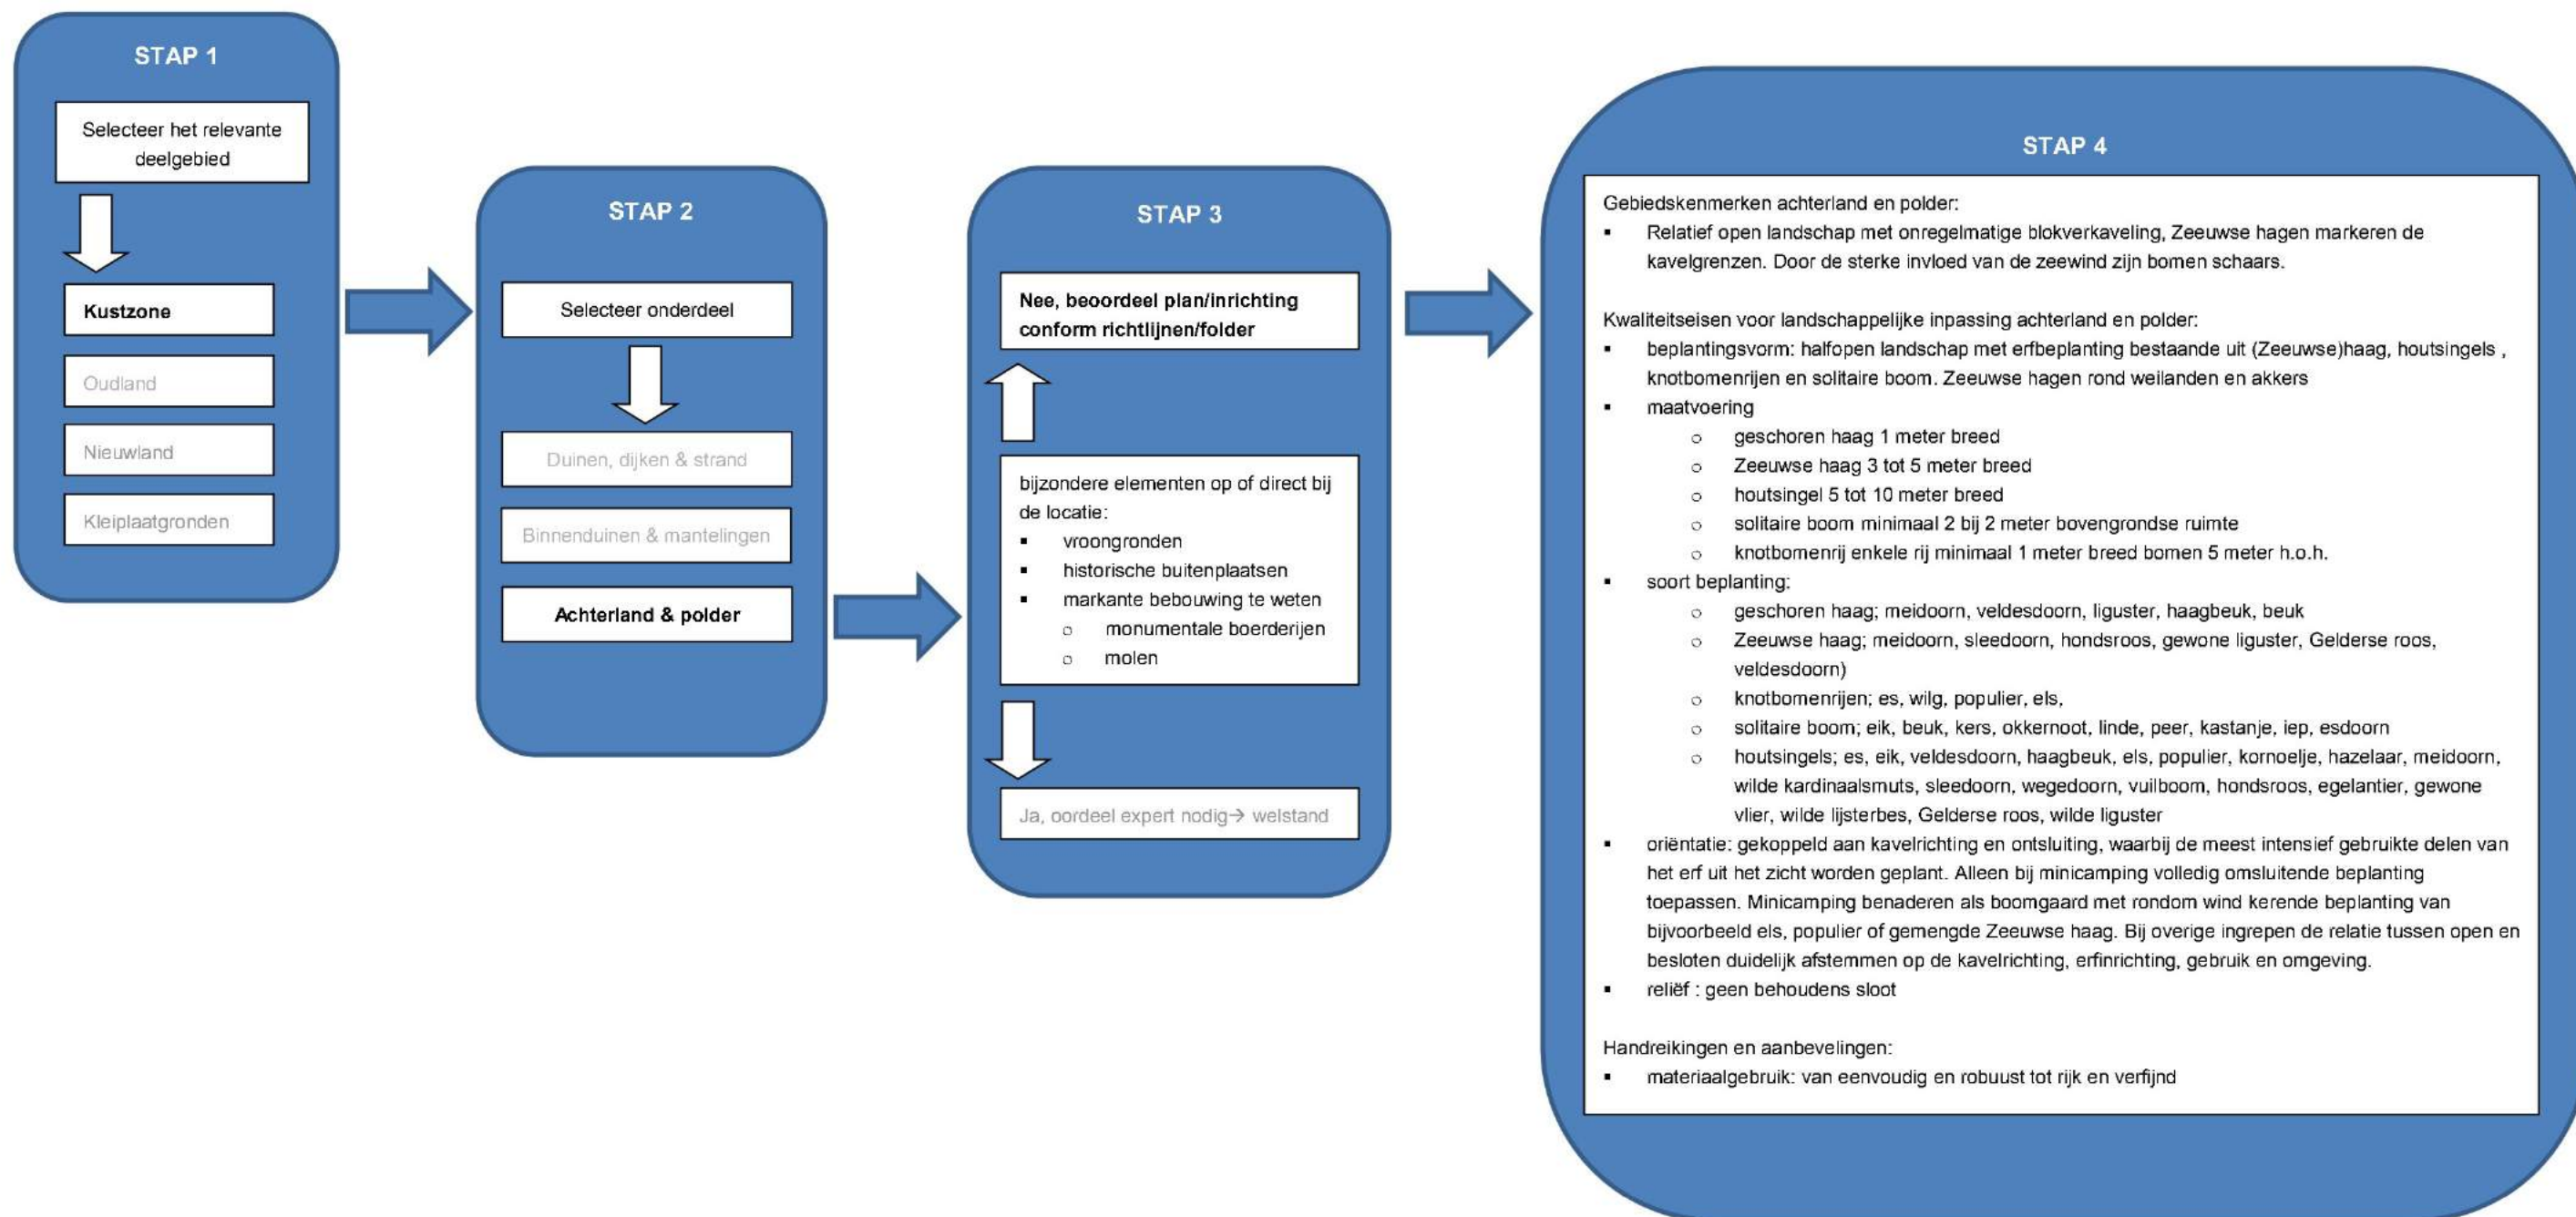 STAP 1
Selecteer het relevante
deelgebied
Kustzone
Oudland
Nieuwland
Kleiplaatgronden
STAP 2
Selecteer onderdeel
Duinen, dijken & strand
Binnenduinen & mantelingen
Achterland & polder
STAP 3
Nee, beoordeel plan/inrichting
conform richtlijnen/folder
bijzondere elementen op of direct bij
de locatie:
▪ vroongronden
▪ historische buitenplaatsen
▪ markante bebouwing te weten
o monumentale boerderijen
o molen
Ja, oordeel expert nodig→ welstand
STAP 4
Gebiedskenmerken achterland en polder:
▪ Relatief open landschap met onregelmatige blokverkaveling, Zeeuwse hagen markeren de
kavelgrenzen. Door de sterke invloed van de zeewind zijn bomen schaars.
Kwaliteitseisen voor landschappelijke inpassing achterland en polder:
▪ beplantingsvorm: halfopen landschap met erfbeplanting bestaande uit (Zeeuwse)haag, houtsingels ,
knotbomenrijen en solitaire boom. Zeeuwse hagen rond weilanden en akkers
▪ maatvoering
o geschoren haag 1 meter breed
o Zeeuwse haag 3 tot 5 meter breed
o houtsingel 5 tot 10 meter breed
o solitaire boom minimaal 2 bij 2 meter bovengrondse ruimte
o knotbomenrij enkele rij minimaal 1 meter breed bomen 5 meter h.o.h.
▪ soort beplanting:
o geschoren haag; meidoorn, veldesdoorn, liguster, haagbeuk, beuk
o Zeeuwse haag; meidoorn, sleedoorn, hondsroos, gewone liguster, Gelderse roos,
veldesdoorn)
o knotbomenrijen; es, wilg, populier, els,
o solitaire boom; eik, beuk, kers, okkernoot, linde, peer, kastanje, iep, esdoorn
o houtsingels; es, eik, veldesdoorn, haagbeuk, els, populier, kornoelje, hazelaar, meidoorn,
wilde kardinaalsmuts, sleedoorn, wegedoorn, vuilboom, hondsroos, egelantier, gewone
vlier, wilde lijsterbes, Gelderse roos, wilde liguster
▪ oriëntatie: gekoppeld aan kavelrichting en ontsluiting, waarbij de meest intensief gebruikte delen van
het erf uit het zicht worden geplant. Alleen bij minicamping volledig omsluitende beplanting
toepassen. Minicamping benaderen als boomgaard met rondom wind kerende beplanting van
bijvoorbeeld els, populier of gemengde Zeeuwse haag. Bij overige ingrepen de relatie tussen open en
besloten duidelijk afstemmen op de kavelrichting, erfinrichting, gebruik en omgeving.
▪ reliëf : geen behoudens sloot
Handreikingen en aanbevelingen:
▪ materiaalgebruik: van eenvoudig en robuust tot rijk en verfijnd